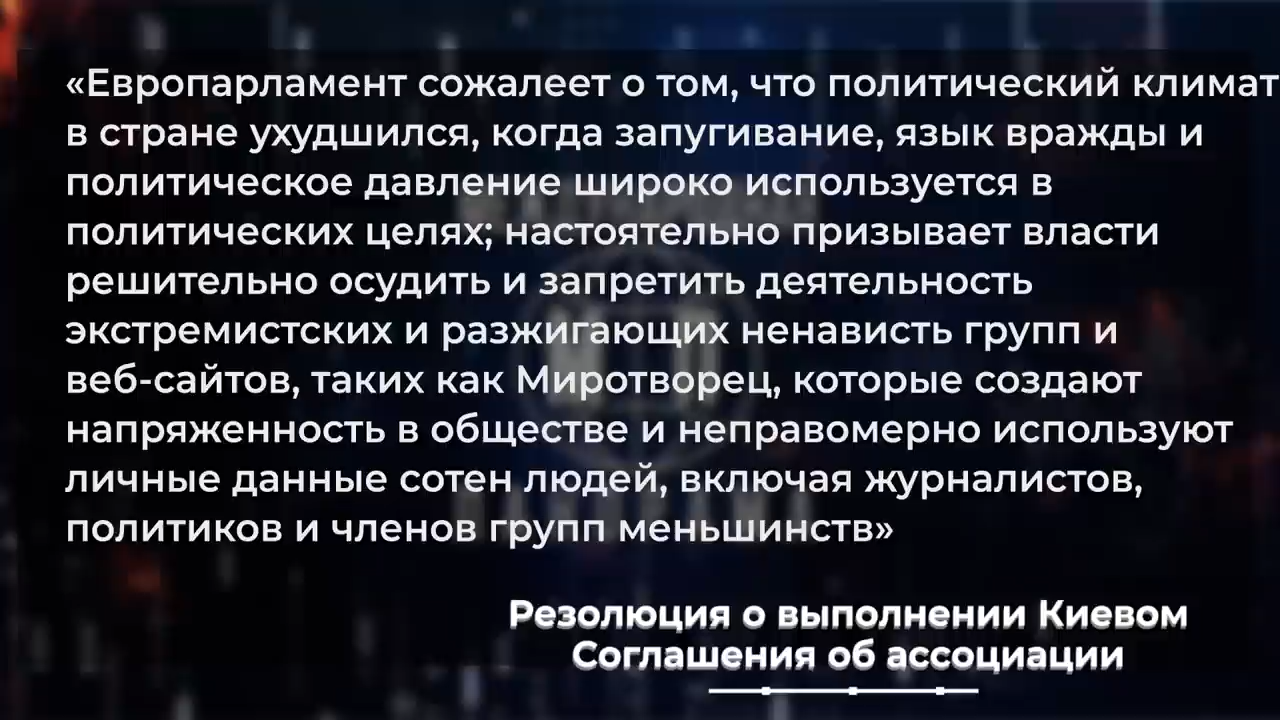 «Европарламент сожалеет о том, что политический климат
в стране ухудшился, когда запугивание, язык вражды и
политическое давление широко используется в
политических целях; настоятельно призывает власти
решительно осудить и запретить деятельность
экстремистских и разжигающих ненависть групп и
веб-сайтов, таких как Миротворец, которые создают
напряженность в обществе и неправомерно используют
личные данные сотен людей, включая журналистов,
политиков и членов групп меньшинств»
Резолюция о выполнении Киевом
Соглашения об ассоциации